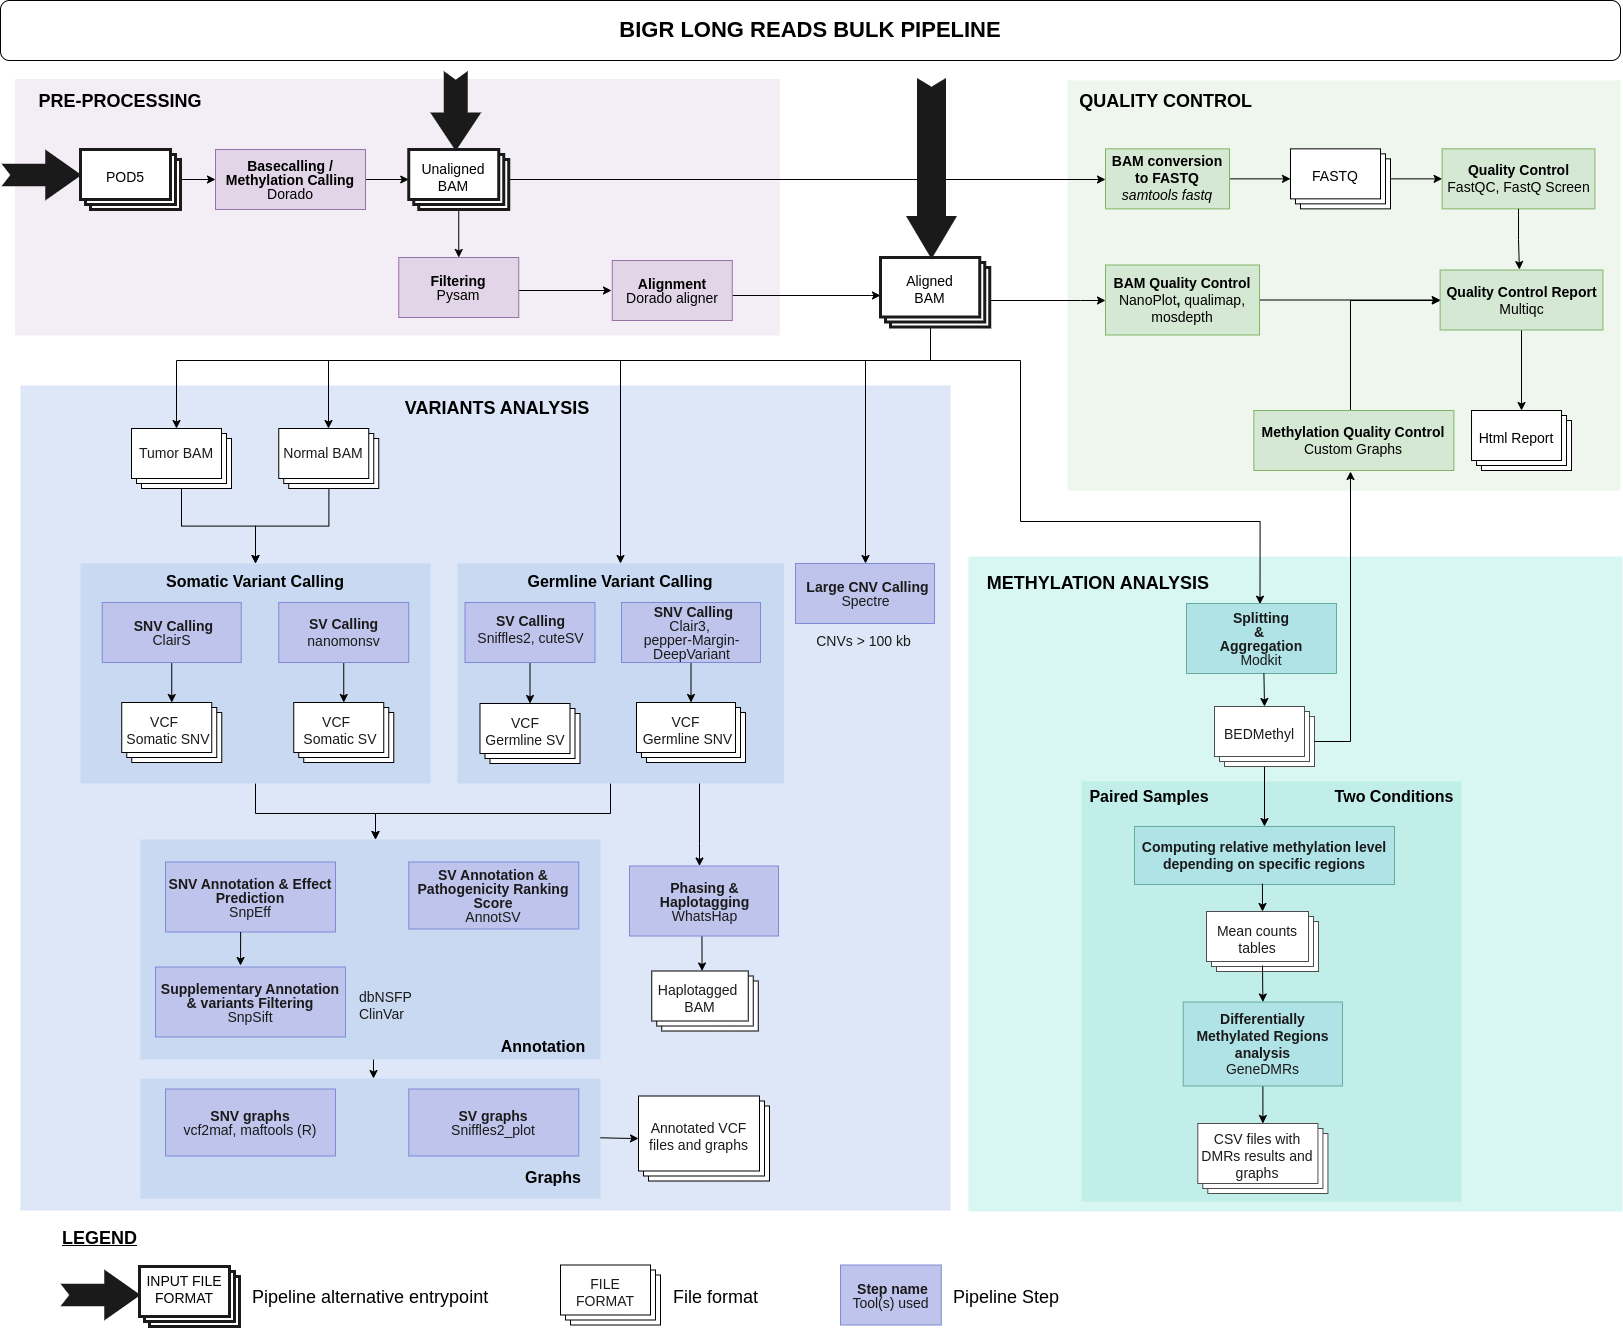 BIGR LONG READS BULK PIPELINE
PRE-PROCESSING
POD5
Basecalling /
Methylation Calling
Dorado
Unaligned
BAM
Filtering
Pysam
Alignment
Dorado aligner
Aligned
BAM
QUALITY CONTROL
BAM conversion
to FASTQ
samtools fastq
FASTQ
Quality Control
FastQC, FastQ Screen
BAM Quality Control
NanoPlot, qualimap,
mosdepth
Quality Control Report
Multiqc
Methylation Quality Control
Custom Graphs
Html Report
VARIANTS ANALYSIS
Tumor BAM
Normal BAM
Somatic Variant Calling
SNV Calling
ClairS
SV Calling
nanomonsv
VCF
Somatic SNV
VCF
Somatic SV
Germline Variant Calling
SV Calling
Sniffles2, cuteSV
SNV Calling
Clair3,
pepper-Margin-
DeepVariant
VCF
Germline SV
VCF
Germline SNV
Large CNV Calling
Spectre
CNVs > 100 kb
SNV Annotation & Effect
Prediction
SnpEff
SV Annotation &
Pathogenicity Ranking
Score
AnnotSV
Supplementary Annotation
& variants Filtering
SnpSift
dbNSFP
ClinVar
Annotation
Phasing &
Haplotagging
WhatsHap
Haplotagged
BAM
SNV graphs
vcf2maf, maftools (R)
SV graphs
Sniffles2_plot
Graphs
Annotated VCF
files and graphs
METHYLATION ANALYSIS
Splitting
&
Aggregation
Modkit
BEDMethyl
Paired Samples
Two Conditions
Computing relative methylation level
depending on specific regions
Mean counts
tables
Differentially
Methylated Regions
analysis
GeneDMRs
CSV files with
DMRs results and
graphs
LEGEND
INPUT FILE
FORMAT
Pipeline alternative entrypoint
FILE
FORMAT
File format
Step name
Tool(s) used
Pipeline Step